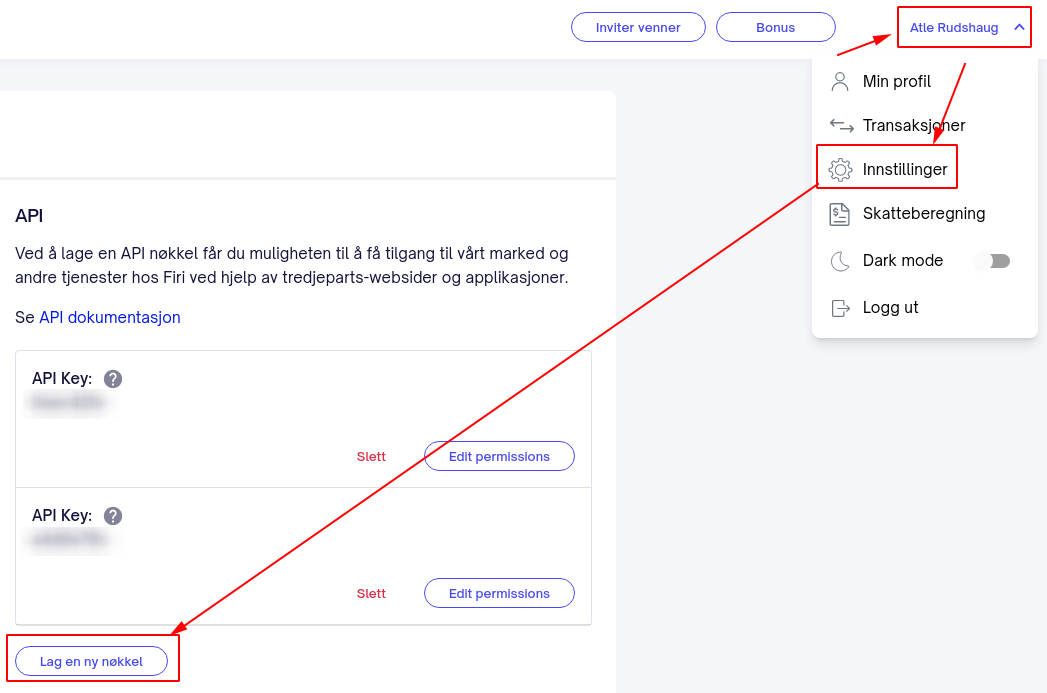 Inviter venner
Bonus
Atle Rudshaug
Min profil
Transaksjoner
Innstillinger
Skatteberegning
Dark mode
Logg ut
API
Ved å lage en API nøkkel får du muligheten til å få tilgang til vårt marked og
andre tjenester hos Firi ved hjelp av tredjeparts-websider og applikasjoner.
Se API dokumentasjon
API Key: ?
Slett
Edit permissions
API Key: ?
Slett
Edit permissions
Lag en ny nøkkel